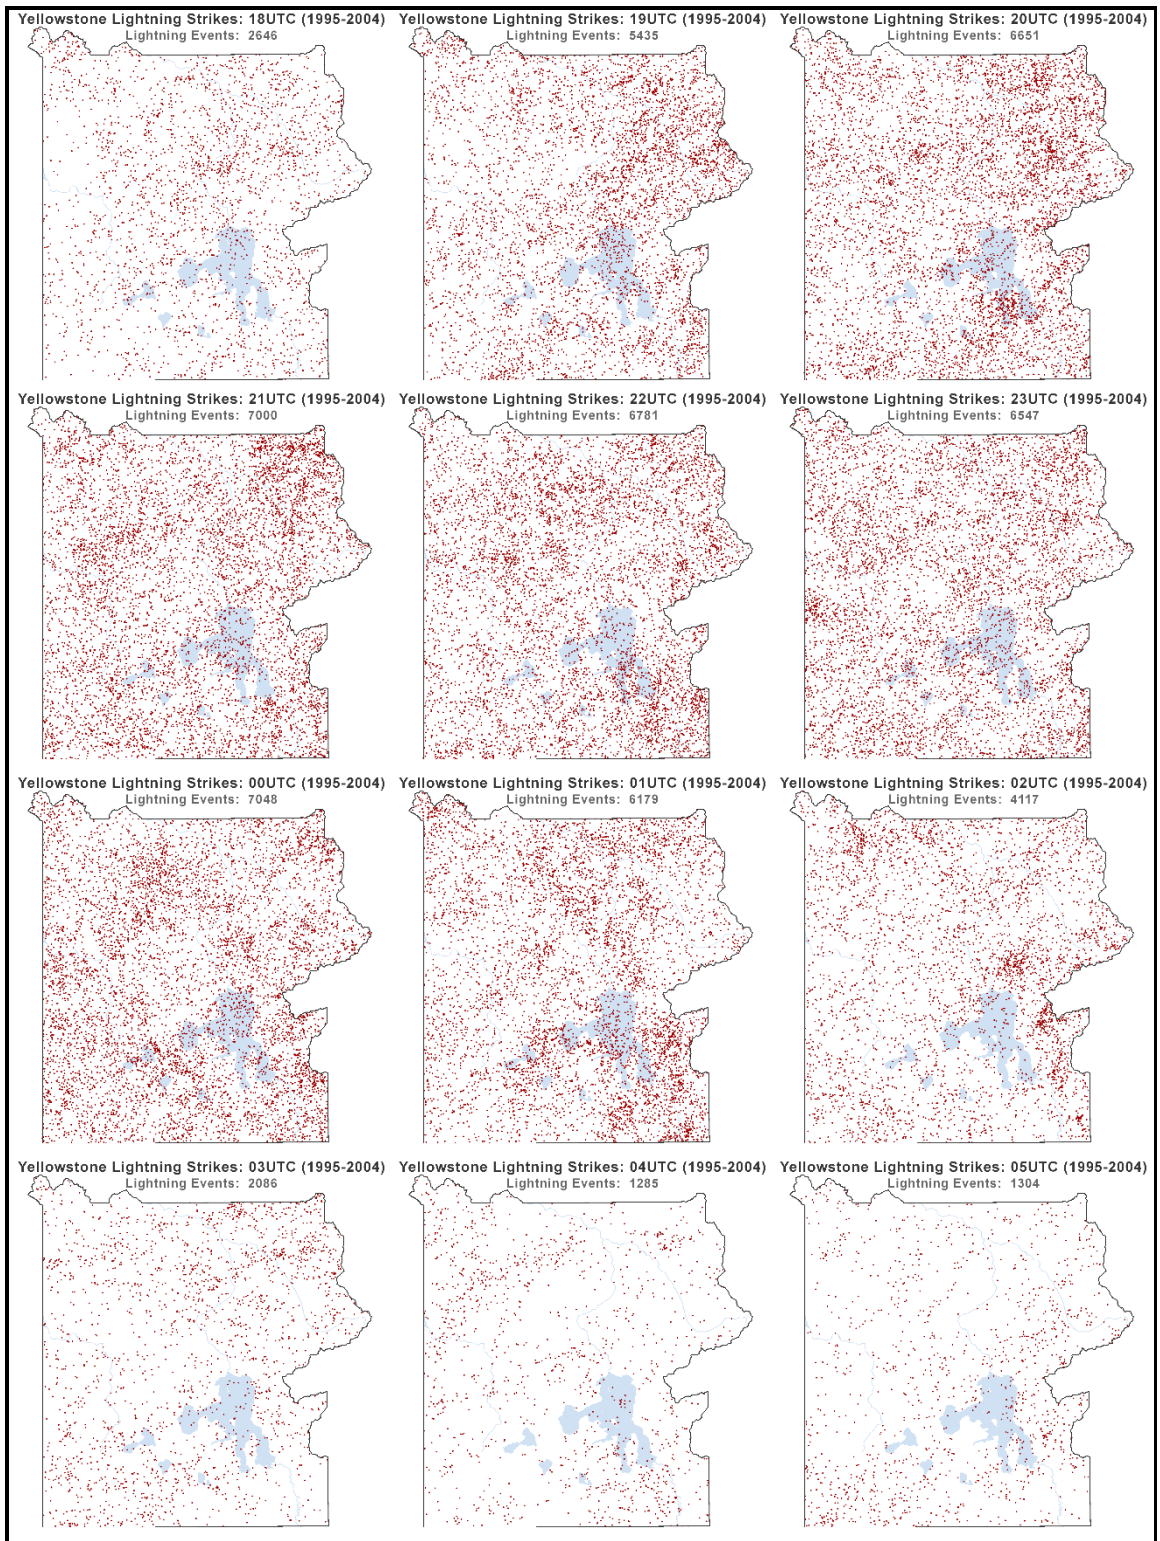 Yellowstone Lightning Strikes: 18UTC (1995-2004)
Lightning Events: 2646
Yellowstone Lightning Strikes: 19UTC (1995-2004)
Lightning Events: 5435
Yellowstone Lightning Strikes: 20UTC (1995-2004)
Lightning Events: 6651
Yellowstone Lightning Strikes: 21UTC (1995-2004)
Lightning Events: 7000
Yellowstone Lightning Strikes: 22UTC (1995-2004)
Lightning Events: 6781
Yellowstone Lightning Strikes: 23UTC (1995-2004)
Lightning Events: 6547
Yellowstone Lightning Strikes: 00UTC (1995-2004)
Lightning Events: 7048
Yellowstone Lightning Strikes: 01UTC (1995-2004)
Lightning Events: 6179
Yellowstone Lightning Strikes: 02UTC (1995-2004)
Lightning Events: 4117
Yellowstone Lightning Strikes: 03UTC (1995-2004)
Lightning Events: 2086
Yellowstone Lightning Strikes: 04UTC (1995-2004)
Lightning Events: 1285
Yellowstone Lightning Strikes: 05UTC (1995-2004)
Lightning Events: 1304